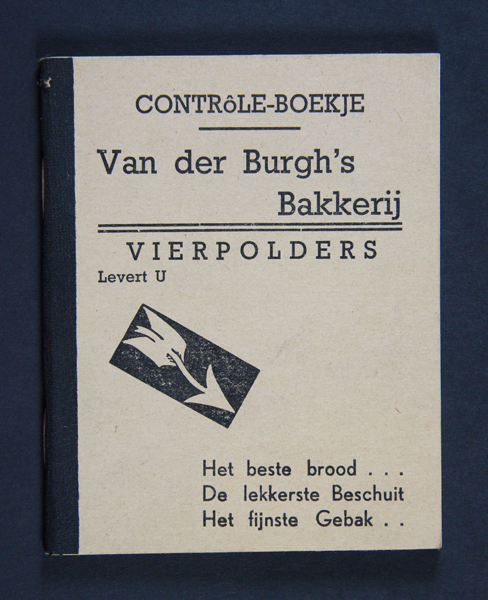 CONTRôLE-BOEKJE
Van der Burgh's
Bakkerij
VIERPOLDERS
Levert U
Het beste brood . . .
De lekkerste Beschuit
Het fijnste Gebak . .